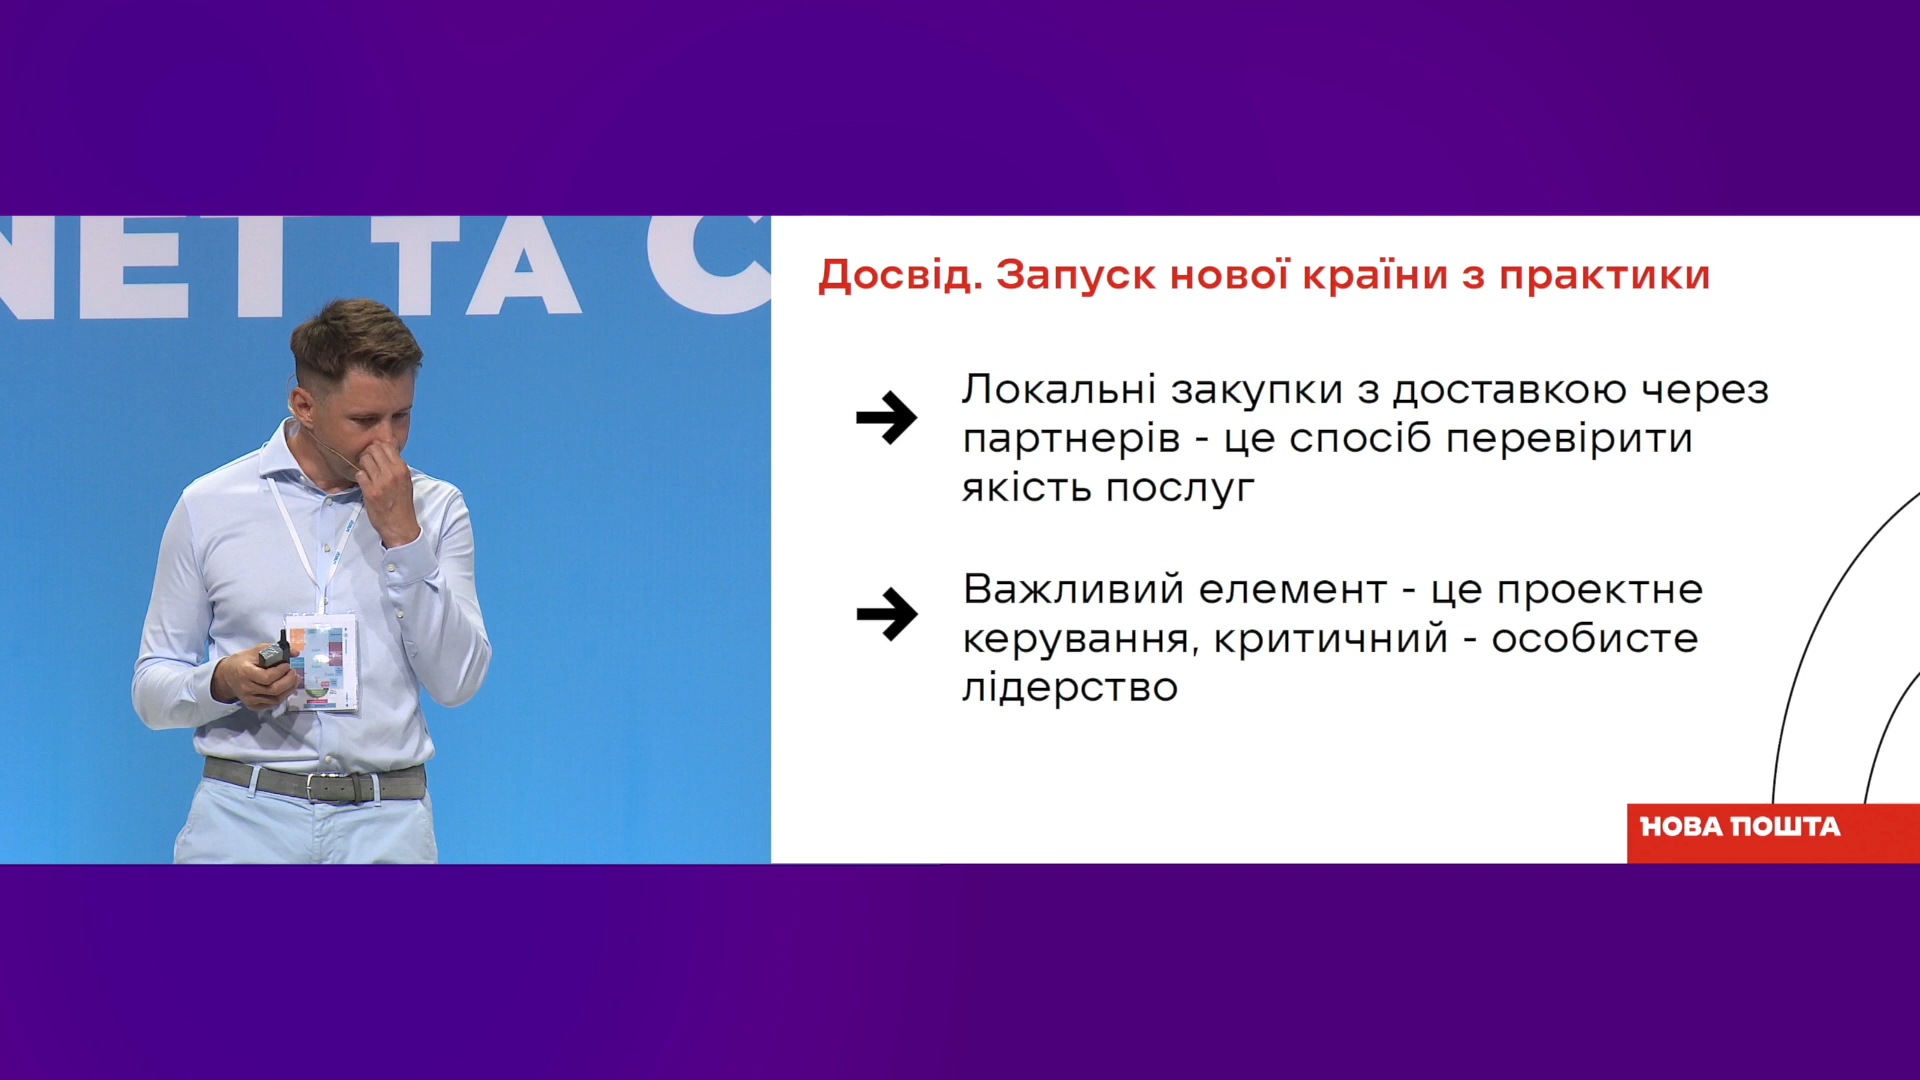 NET ТА С
Досвід. Запуск нової країни з практики
Локальні закупки з доставкою через
партнерів - це спосіб перевірити
якість послуг
Важливий елемент - це проектне
керування, критичний - особисте
лідерство
НОВА ПОШТА